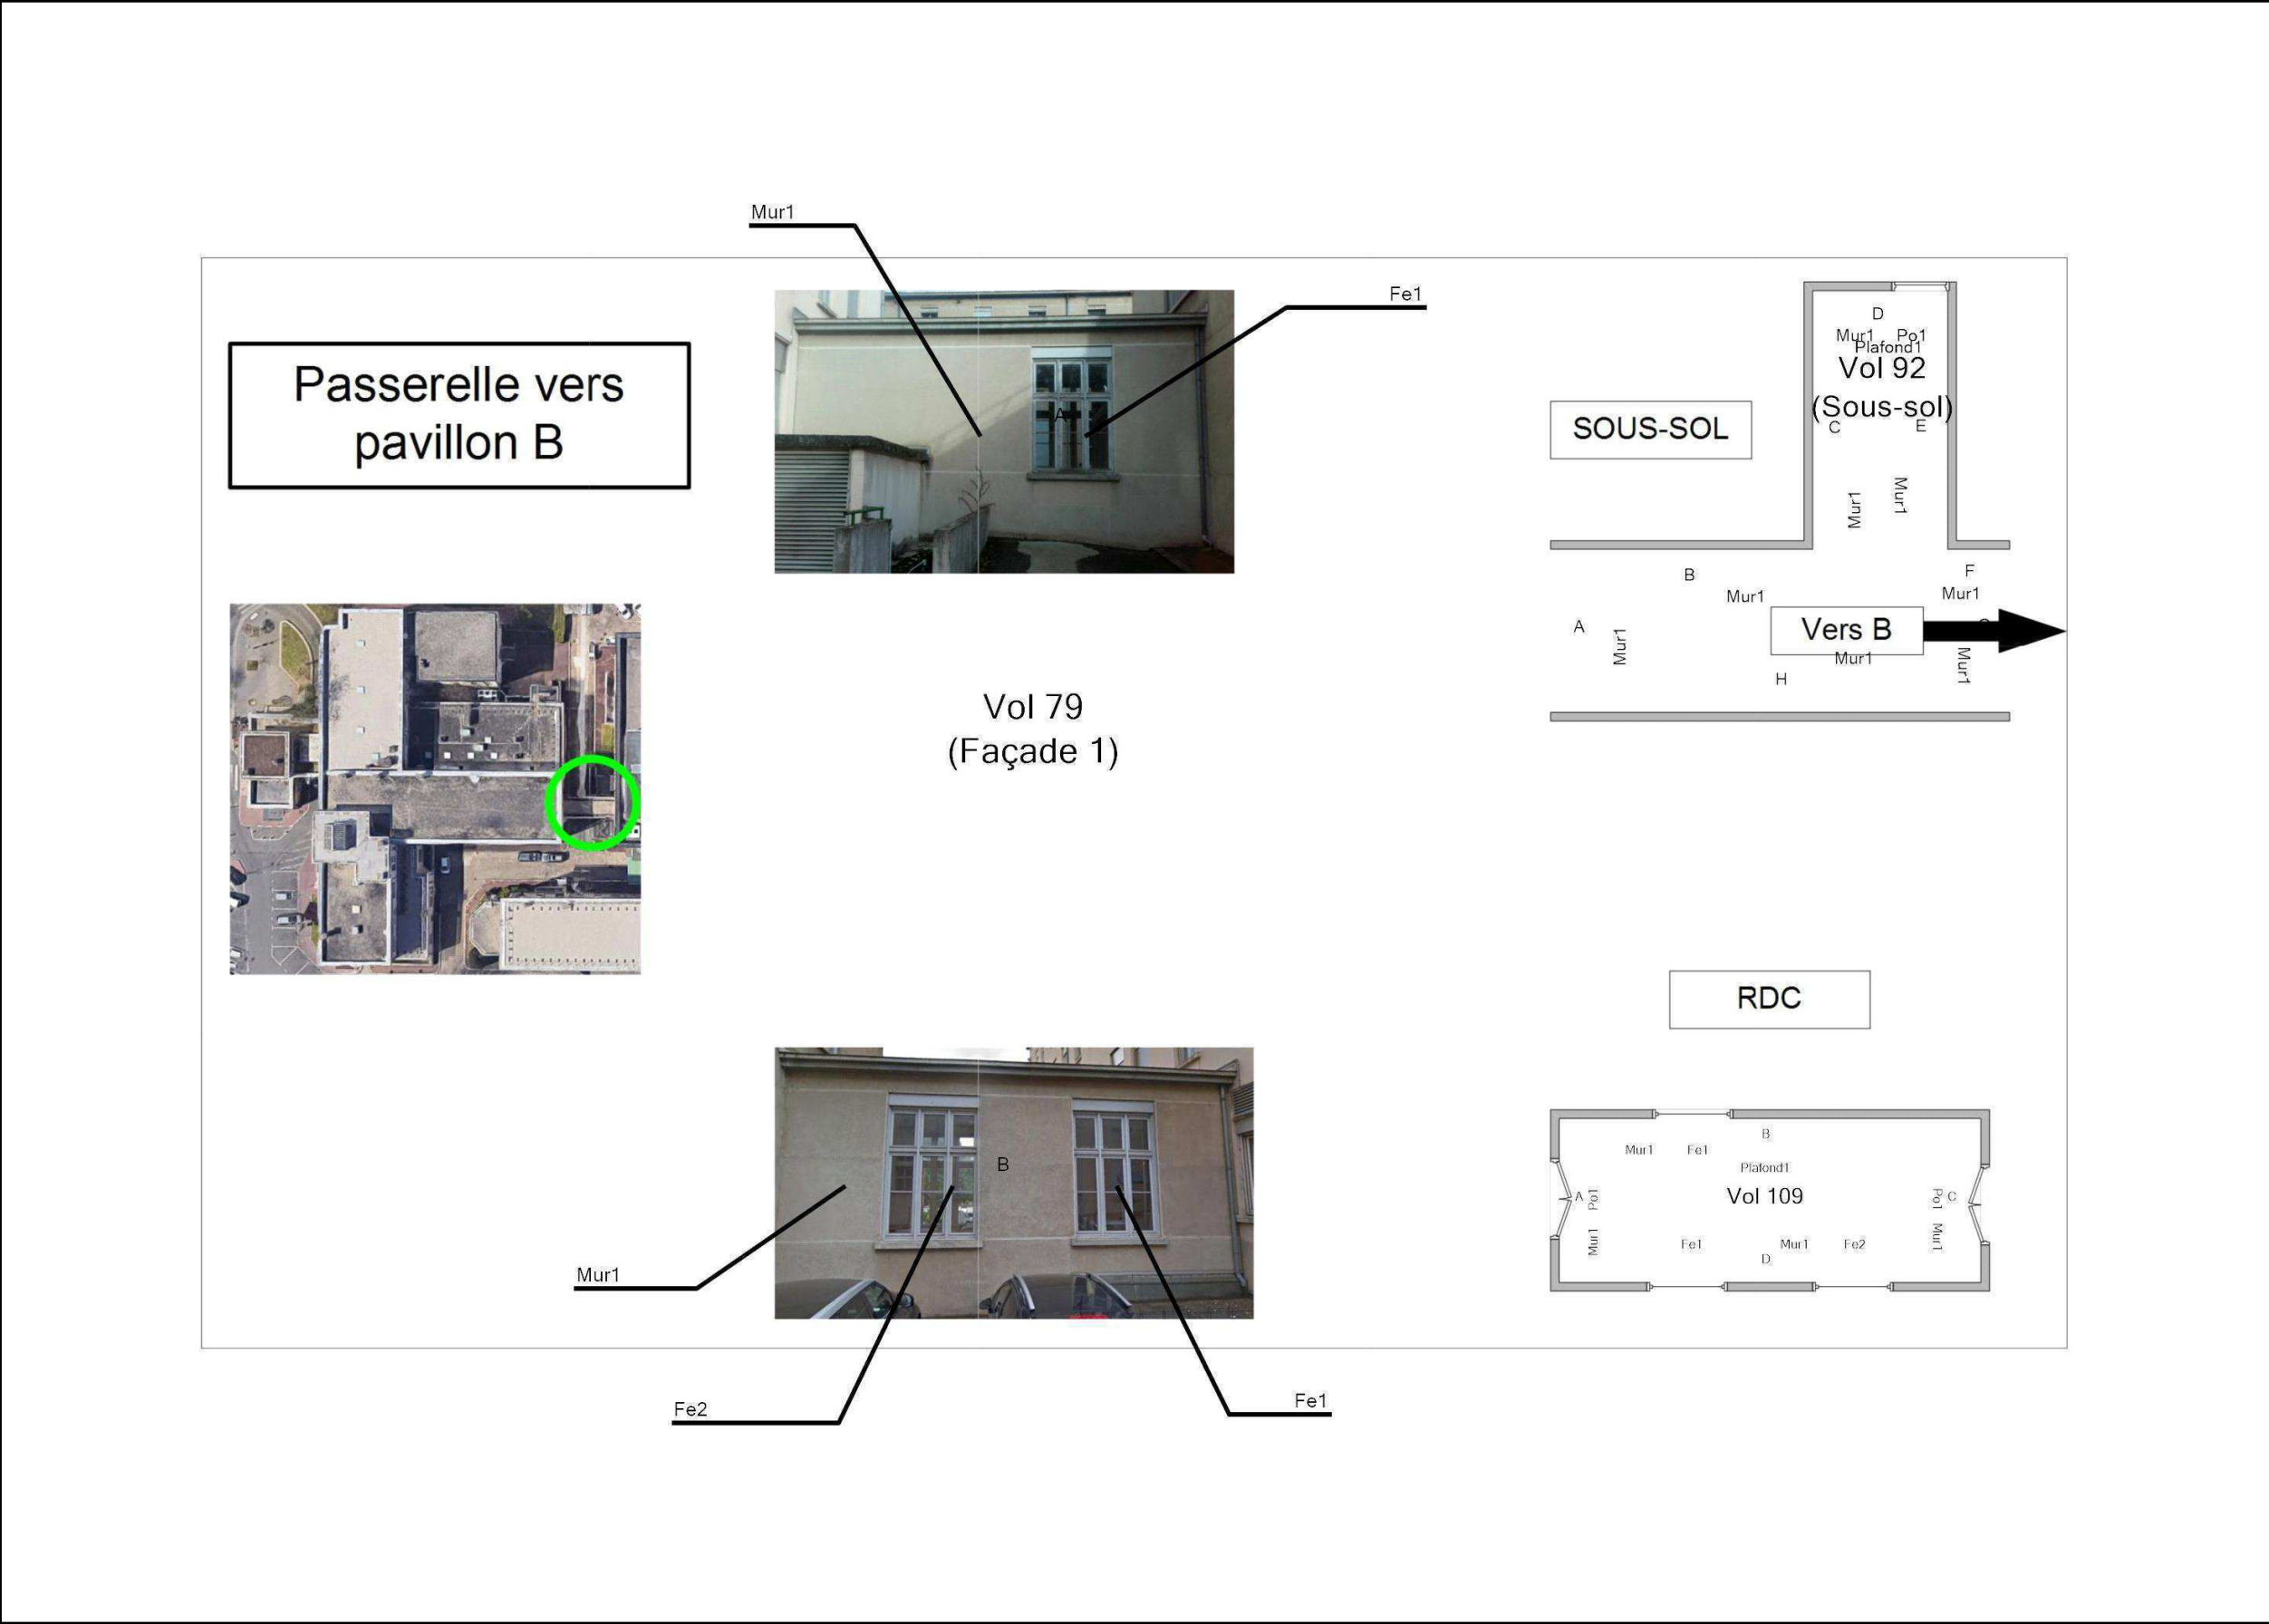 Mur1
Fe1
Passerelle vers
pavillon B
A
SOUS-SOL
D
Mur1
Po1
Plafond1
Vol 92
(Sous-sol)
C
E
Mur1
Mur1
B
Mur1
F
Mur1
A
Mur1
Vers B
Mur1
H
Mur1
Vol 79
(Façade 1)
RDC
B
Mur1
Fe2
Fe1
B
Mur1
Fe1
Plafond1
Vol 109
A
Po1
Mur1
Po1
C
Mur1
Fe1
Mur1
Fe2
D